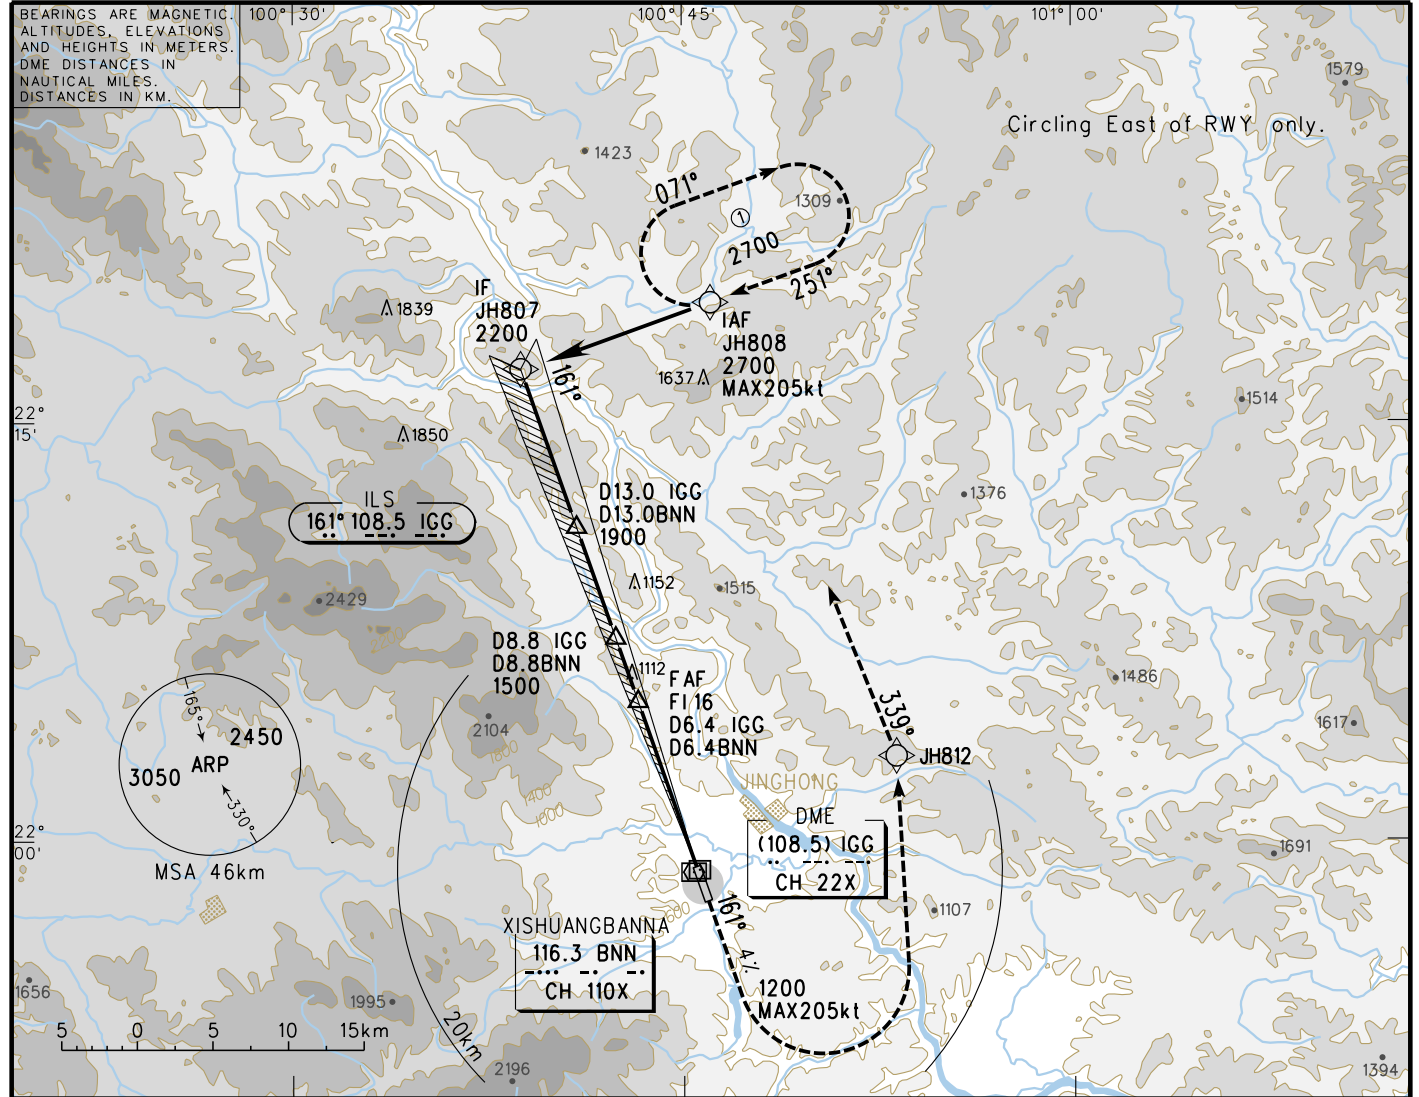 BEARINGS ARE MAGNETIC.
ALTITUDES, ELEVATIONS
AND HEIGHTS IN METERS.
DME DISTANCES IN
NAUTICAL MILES.
DISTANCES IN KM.
100°30'
100°45'
101°00'
1579
Circling East of RWY only.
1423
071°
1309
1
2700
251°
IF
JH807
2200
1839
IAF
JH808
2700
MAX205kt
1637
161°
22°
15'
1514
1850
ILS
161° 108.5 IGG
D13.0 IGG
D13.0BNN
1900
1376
1152
1515
2429
D8.8 IGG
D8.8BNN
1500
1112
FAF
FI16
D6.4 IGG
D6.4BNN
1486
2104
1800
1617
339°
JH812
165°
2450
ARP
3050
330°
MSA 46km
1400
1000
JINGHONG
DME
(108.5) IGG
CH 22X
22°
00'
1691
1107
161°
4%
XISHUANGBANNA
116.3 BNN
CH 110X
1200
MAX205kt
1656
1995
20km
5 0 5 10 15km
2196
1394